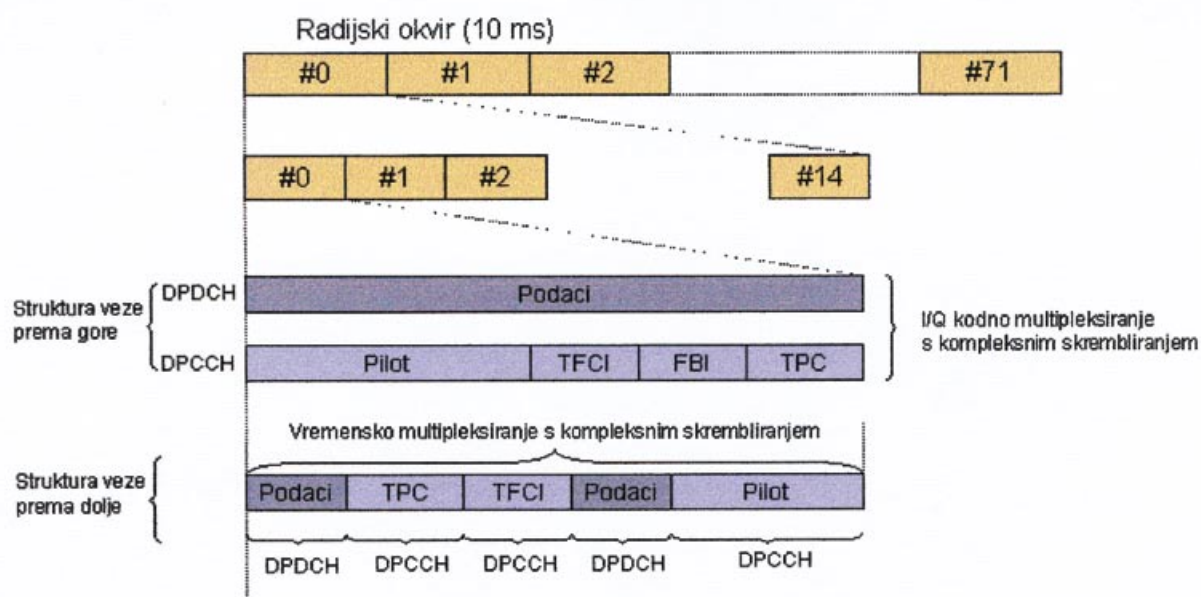 Radijski okvir (10 ms)
#0 #1 #2 #71
#0 #1 #2 #14
Struktura veze
prema gore
DPDCH
Podaci
DPCCH
Pilot TFCI FBI TPC
I/Q kodno multipleksiranje
s kompleksnim skrembliranjem
Vremensko multipleksiranje s kompleksnim skrembliranjem
Struktura veze
prema dolje
Podaci TPC TFCI Podaci Pilot
DPDCH DPCCH DPCCH DPDCH DPCCH